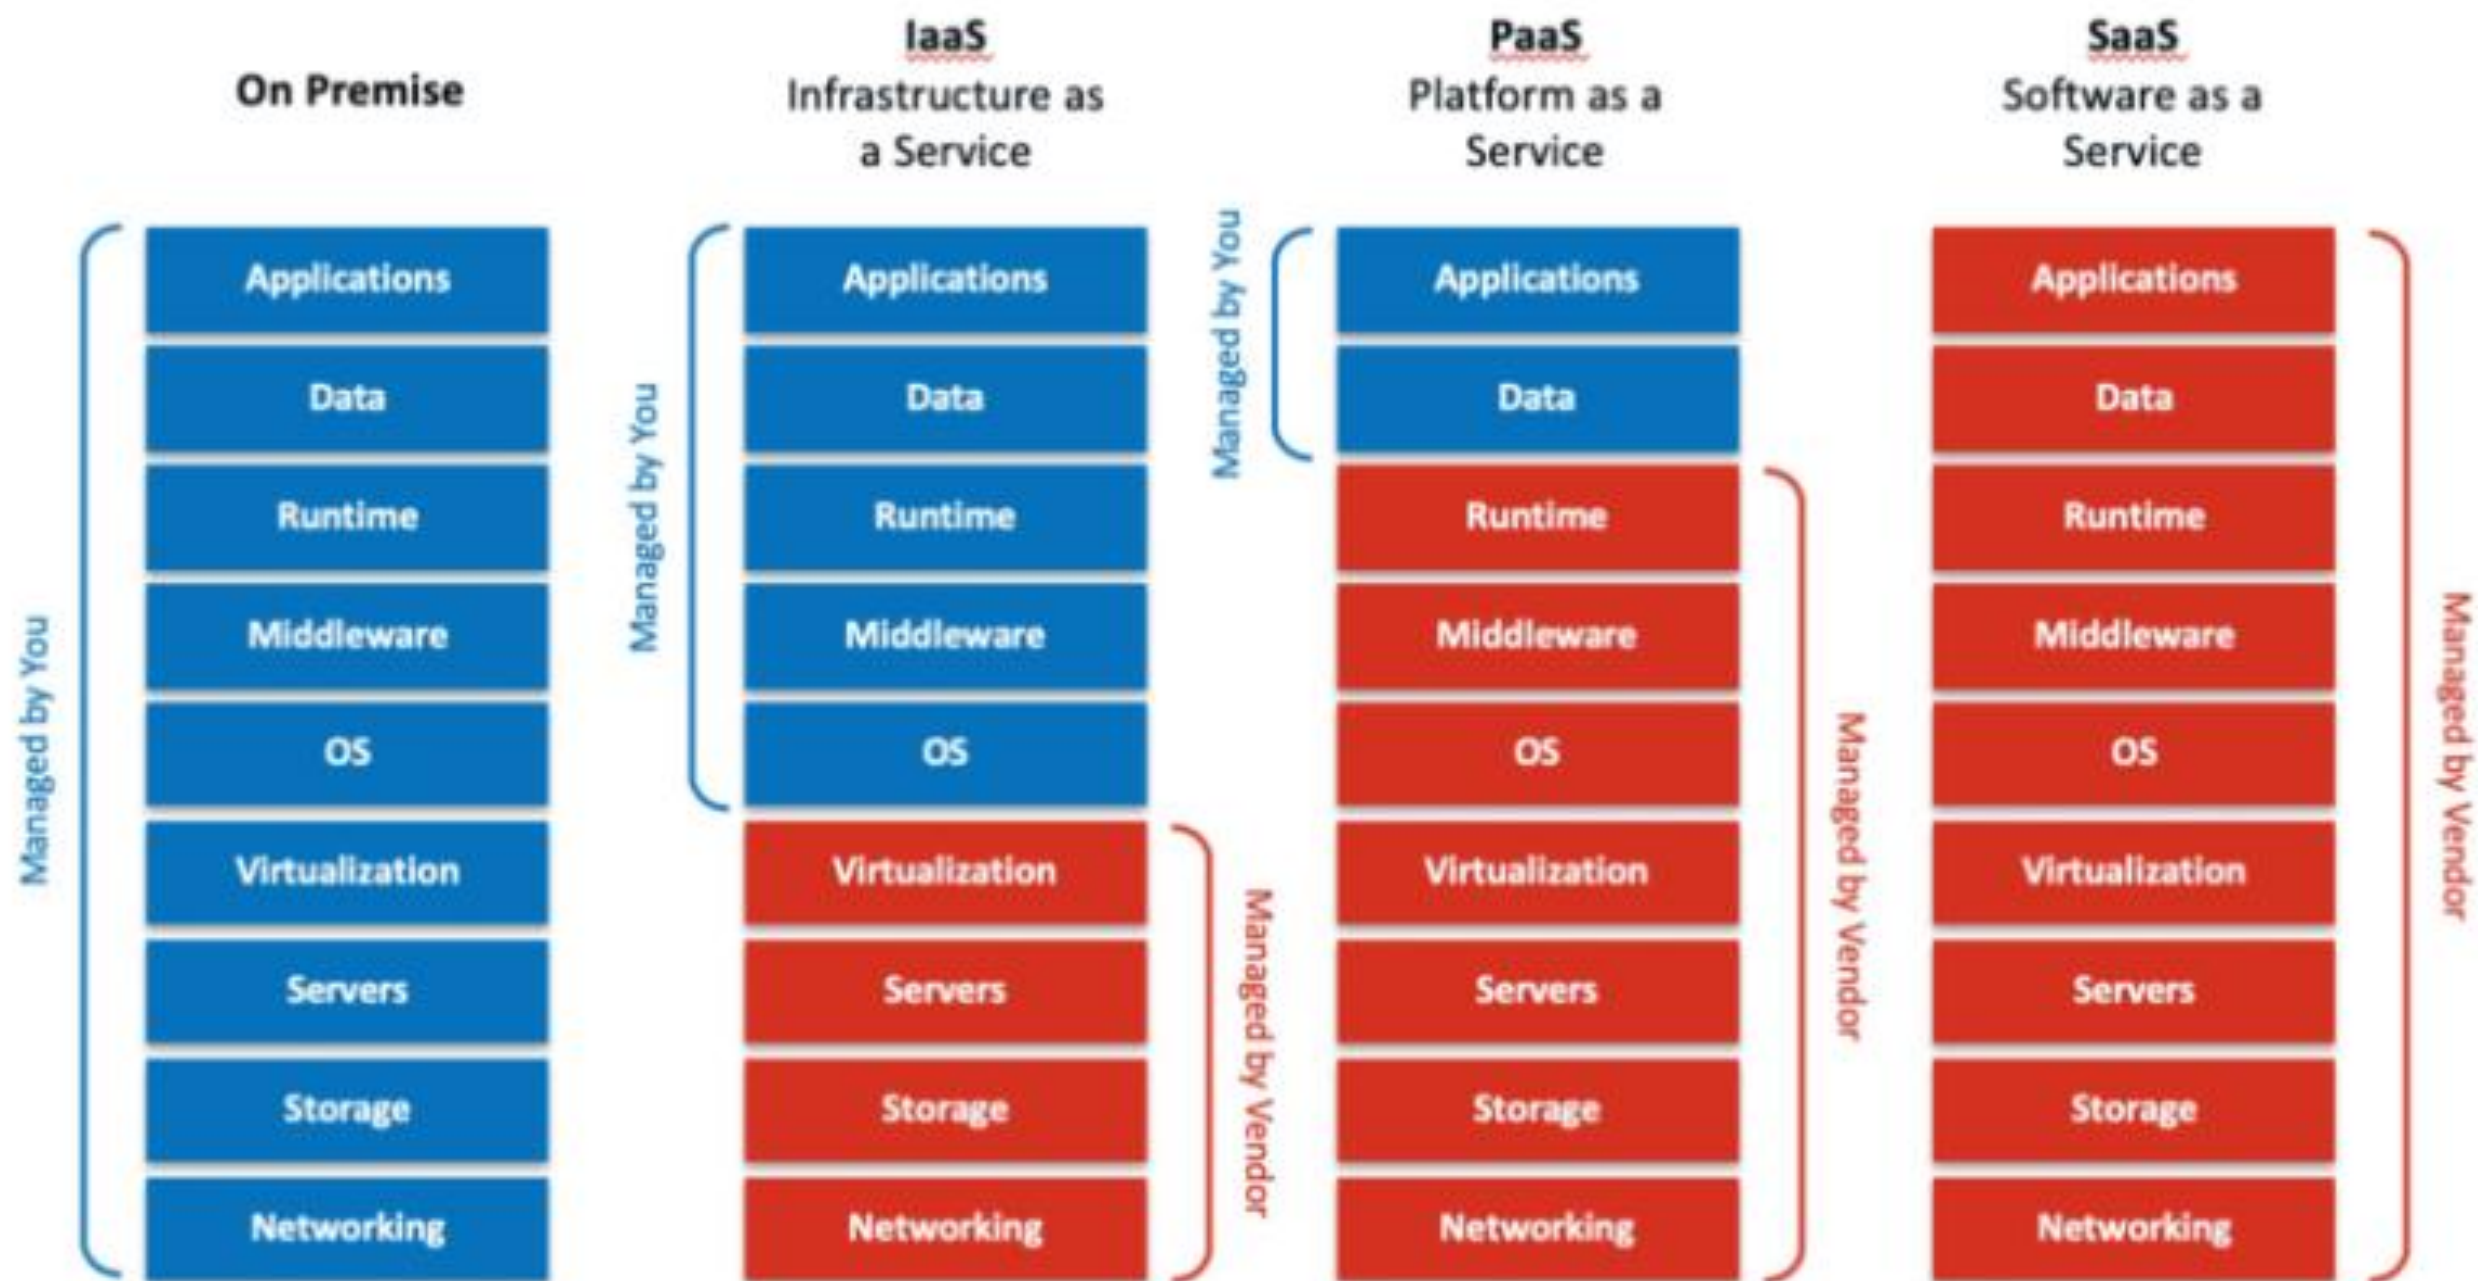 On Premise
IaaS
Infrastructure as
a Service
PaaS
Platform as a
Service
SaaS
Software as a
Service
Managed by You
Applications
Data
Runtime
Middleware
OS
Virtualization
Servers
Storage
Networking
Managed by You
Applications
Data
Runtime
Middleware
OS
Virtualization
Servers
Storage
Networking
Managed by Vendor
Managed by You
Applications
Data
Runtime
Middleware
OS
Virtualization
Servers
Storage
Networking
Managed by Vendor
Applications
Data
Runtime
Middleware
OS
Virtualization
Servers
Storage
Networking
Managed by Vendor